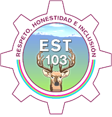 RESPETO, HONESTIDAD E INCLUSIÓN
EST
103